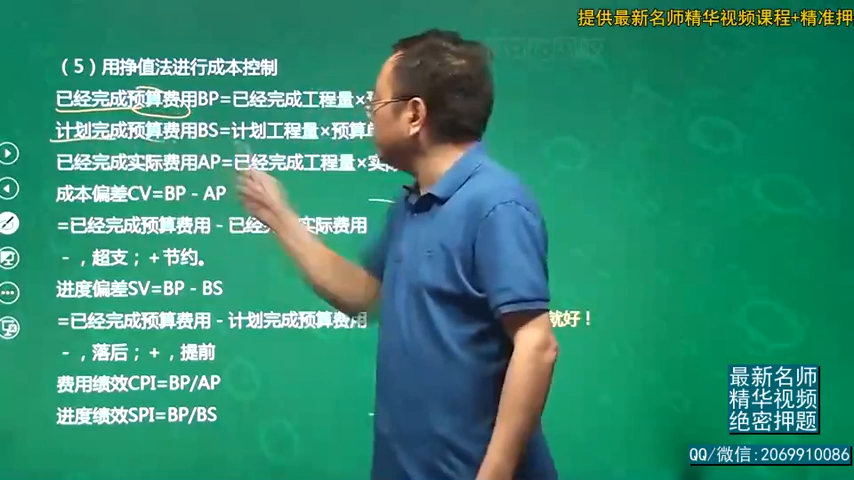 提供最新名师精华视频课程+精准押
（5）用挣值法进行成本控制
已经完成预算费用BP=已经完成工程量×
计划完成预算费用BS=计划工程量×预算
已经完成实际费用AP=已经完成工程量×实
成本偏差CV=BP－AP
=已经完成预算费用－已经完 实际费用
－，超支；＋节约。
进度偏差SV=BP－BS
=已经完成预算费用－计划完成预算费用
就好！
－，落后；＋，提前
费用绩效CPI=BP/AP
进度绩效SPI=BP/BS
最新名师
精华视频
绝密押题
QQ/微信:2069910086